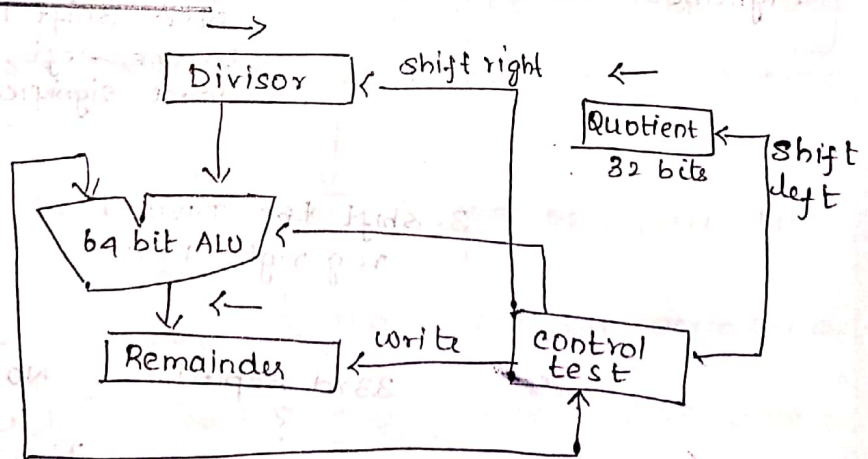 Divisor
shift right
Quotient
32 bits
shift
left
64 bit ALU
Remainder
write
control
test